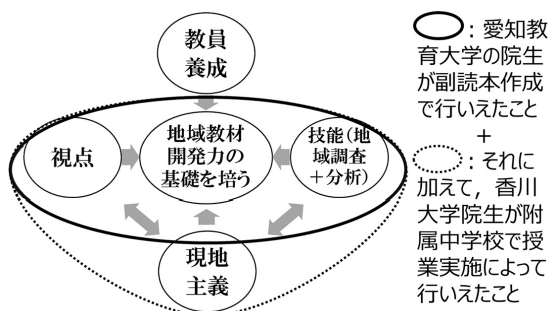 教員
養成
視点
地域教材
開発力の
基礎を培う
技能(地
域調査
+分析)
現地
主義
:愛知教
育大学の院生
が副読本作成
で行いえたこと
+
:それに
加えて，香川
大学院生が附
属中学校で授
業実施によって
行いえたこと